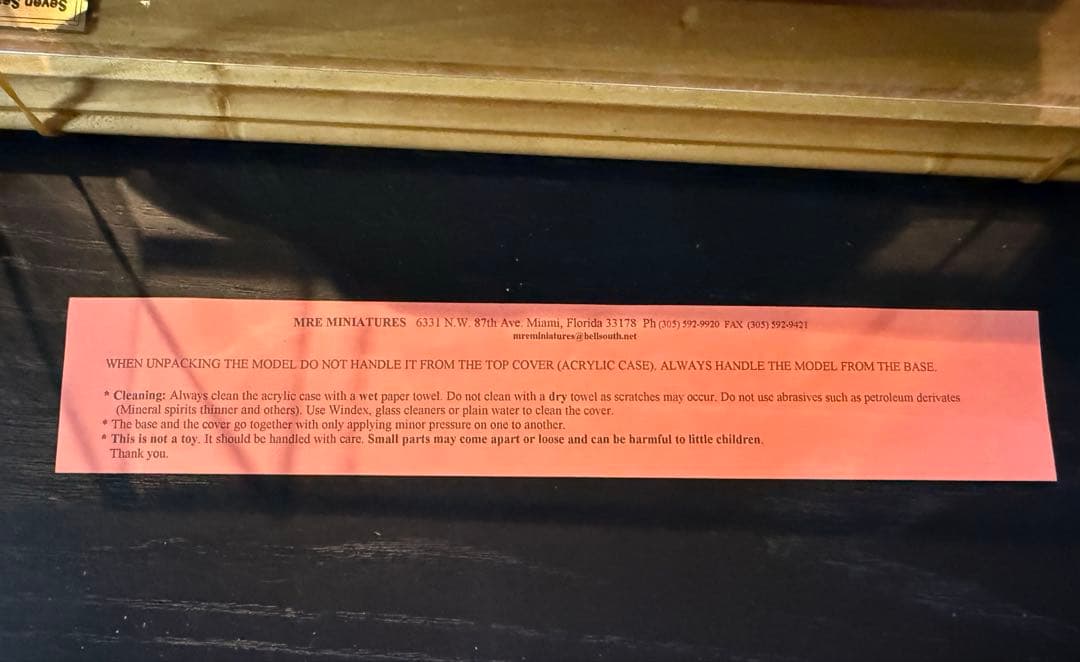 Seven Se
MRE MINIATURES 6331 N.W. 87th Ave. Miami, Florida 33178 Ph (305) 592-9920 FAX (305) 592-9421
mreminiatures@bellsouth.net
WHEN UNPACKING THE MODEL DO NOT HANDLE IT FROM THE TOP COVER (ACRYLIC CASE). ALWAYS HANDLE THE MODEL FROM THE BASE.
* Cleaning: Always clean the acrylic case with a wet paper towel. Do not clean with a dry towel as scratches may occur. Do not use abrasives such as petroleum derivates
(Mineral spirits thinner and others). Use Windex, glass cleaners or plain water to clean the cover.
* The base and the cover go together with only applying minor pressure on one to another.
* This is not a toy. It should be handled with care. Small parts may come apart or loose and can be harmful to little children.
Thank you.